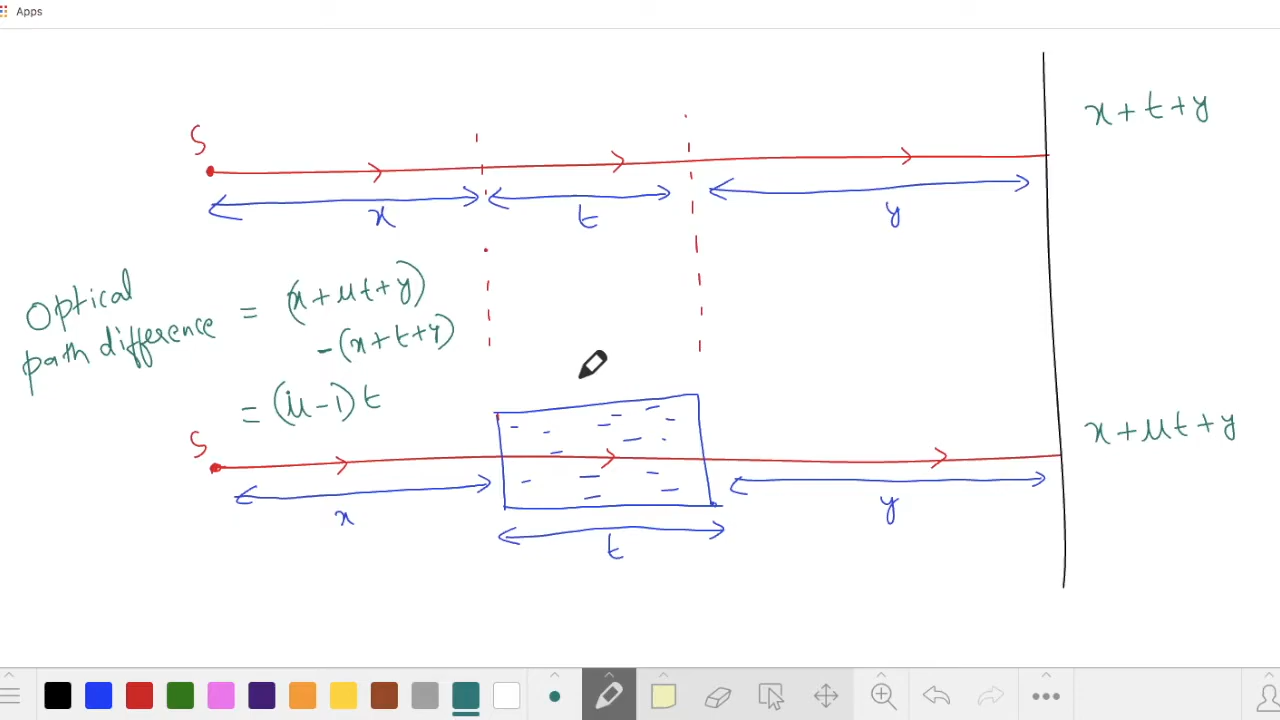 Apps
S
x + t + y
x
t
y
Optical
path difference
= (x + μt + y)
- (x + t + y)
= (μ - 1) t
S
x + μt + y
x
t
y